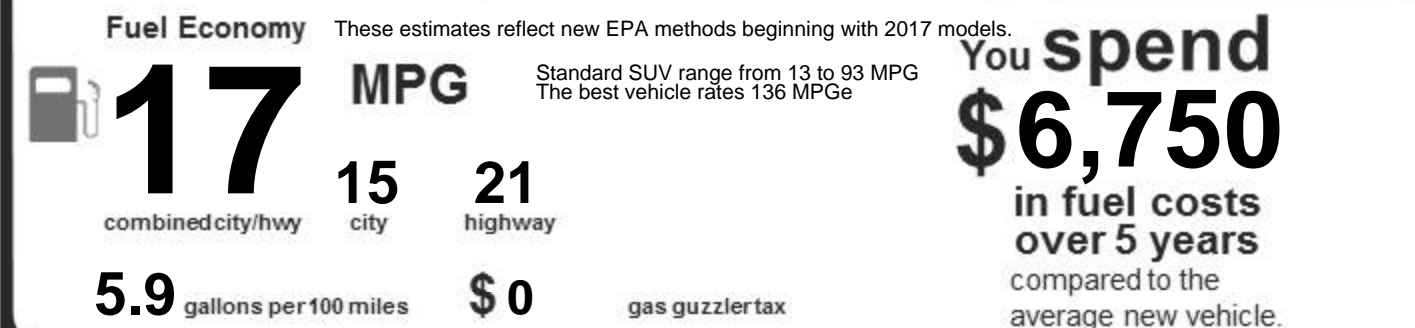 Fuel Economy These estimates reflect new EPA methods beginning with 2017 models.
17 MPG
Standard SUV range from 13 to 93 MPG
The best vehicle rates 136 MPGe
15 21
combined city/hwy city highway
5.9 gallons per 100 miles $0 gas guzzler tax
You spend
$6,750
in fuel costs
over 5 years
compared to the
average new vehicle.